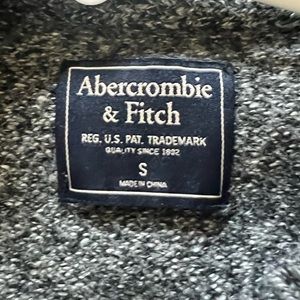 Abercrombie
& Fitch
REG. U.S. PAT. TRADEMARK
QUALITY SINCE 1892
S
MADE IN CHINA